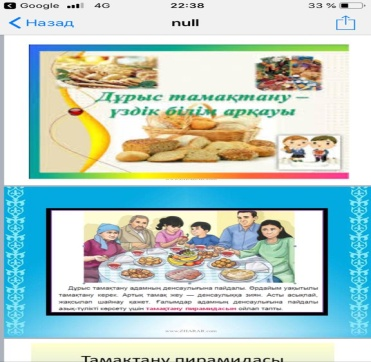 Google 4G 22:38 33 %
Назад null
Дұрыс тамақтану –
үздік білім арқауы
Дұрыс тамақтану адамның денсаулығына пайдалы. Әрдайым уақытылы
тамақтану керек. Артық тамақ жеу — денсаулыққа зиян. Асты асықпай,
жақсылап шайнау қажет. Ғалымдар адамның денсаулығына пайдалы
азық-түлікті көрсету үшін тамақтану пирамидасын ойлап тапты.
Тамақтану пирамидасы